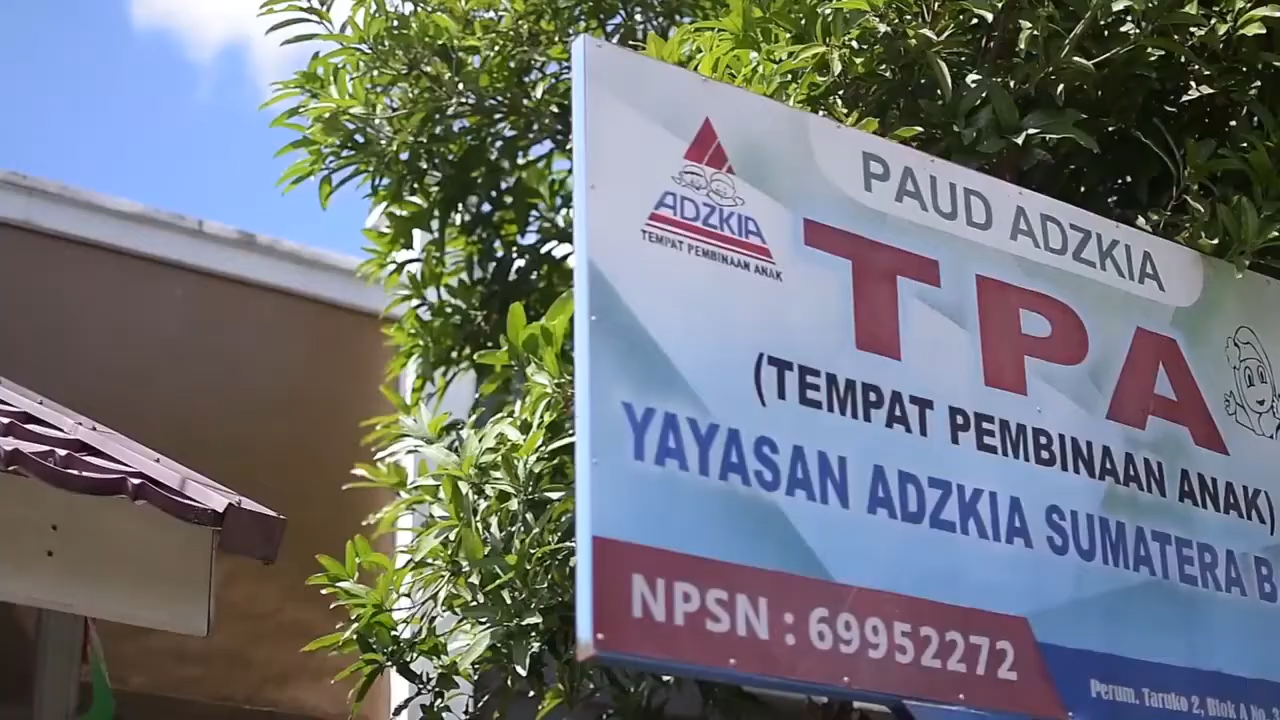 ADZKIA
TEMPAT PEMBINAAN ANAK
PAUD ADZKIA
TPA
(TEMPAT PEMBINAAN ANAK)
YAYASAN ADZKIA SUMATERA B
NPSN : 69952272
Perum. Taruko 2, Blok A No.